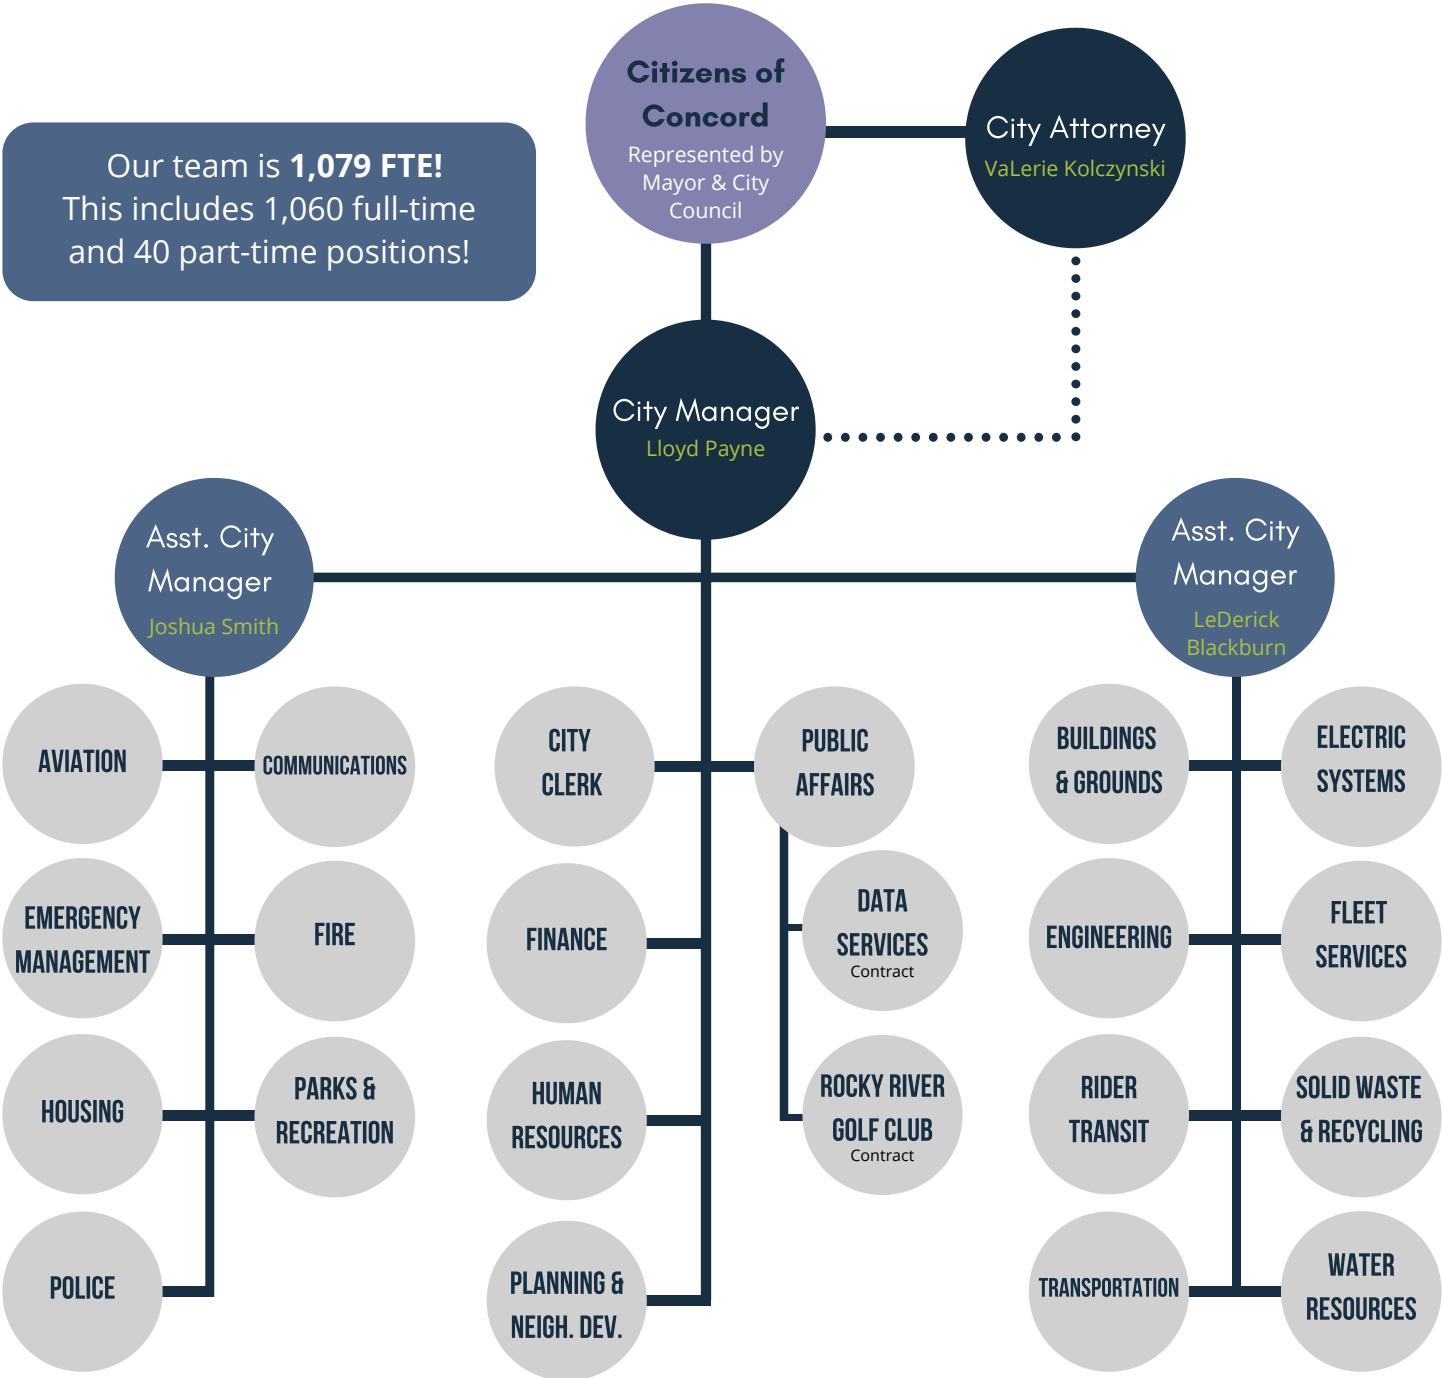 Citizens of
Concord
Represented by
Mayor & City
Council
City Attorney
VaLerie Kolczynski
Our team is 1,079 FTE!
This includes 1,060 full-time
and 40 part-time positions!
City Manager
Lloyd Payne
Asst. City
Manager
Joshua Smith
Asst. City
Manager
LeDerick
Blackburn
AVIATION
COMMUNICATIONS
EMERGENCY
MANAGEMENT
FIRE
HOUSING
PARKS &
RECREATION
POLICE
CITY
CLERK
PUBLIC
AFFAIRS
FINANCE
DATA
SERVICES
Contract
HUMAN
RESOURCES
ROCKY RIVER
GOLF CLUB
Contract
PLANNING &
NEIGH. DEV.
BUILDINGS
& GROUNDS
ELECTRIC
SYSTEMS
ENGINEERING
FLEET
SERVICES
RIDER
TRANSIT
SOLID WASTE
& RECYCLING
TRANSPORTATION
WATER
RESOURCES